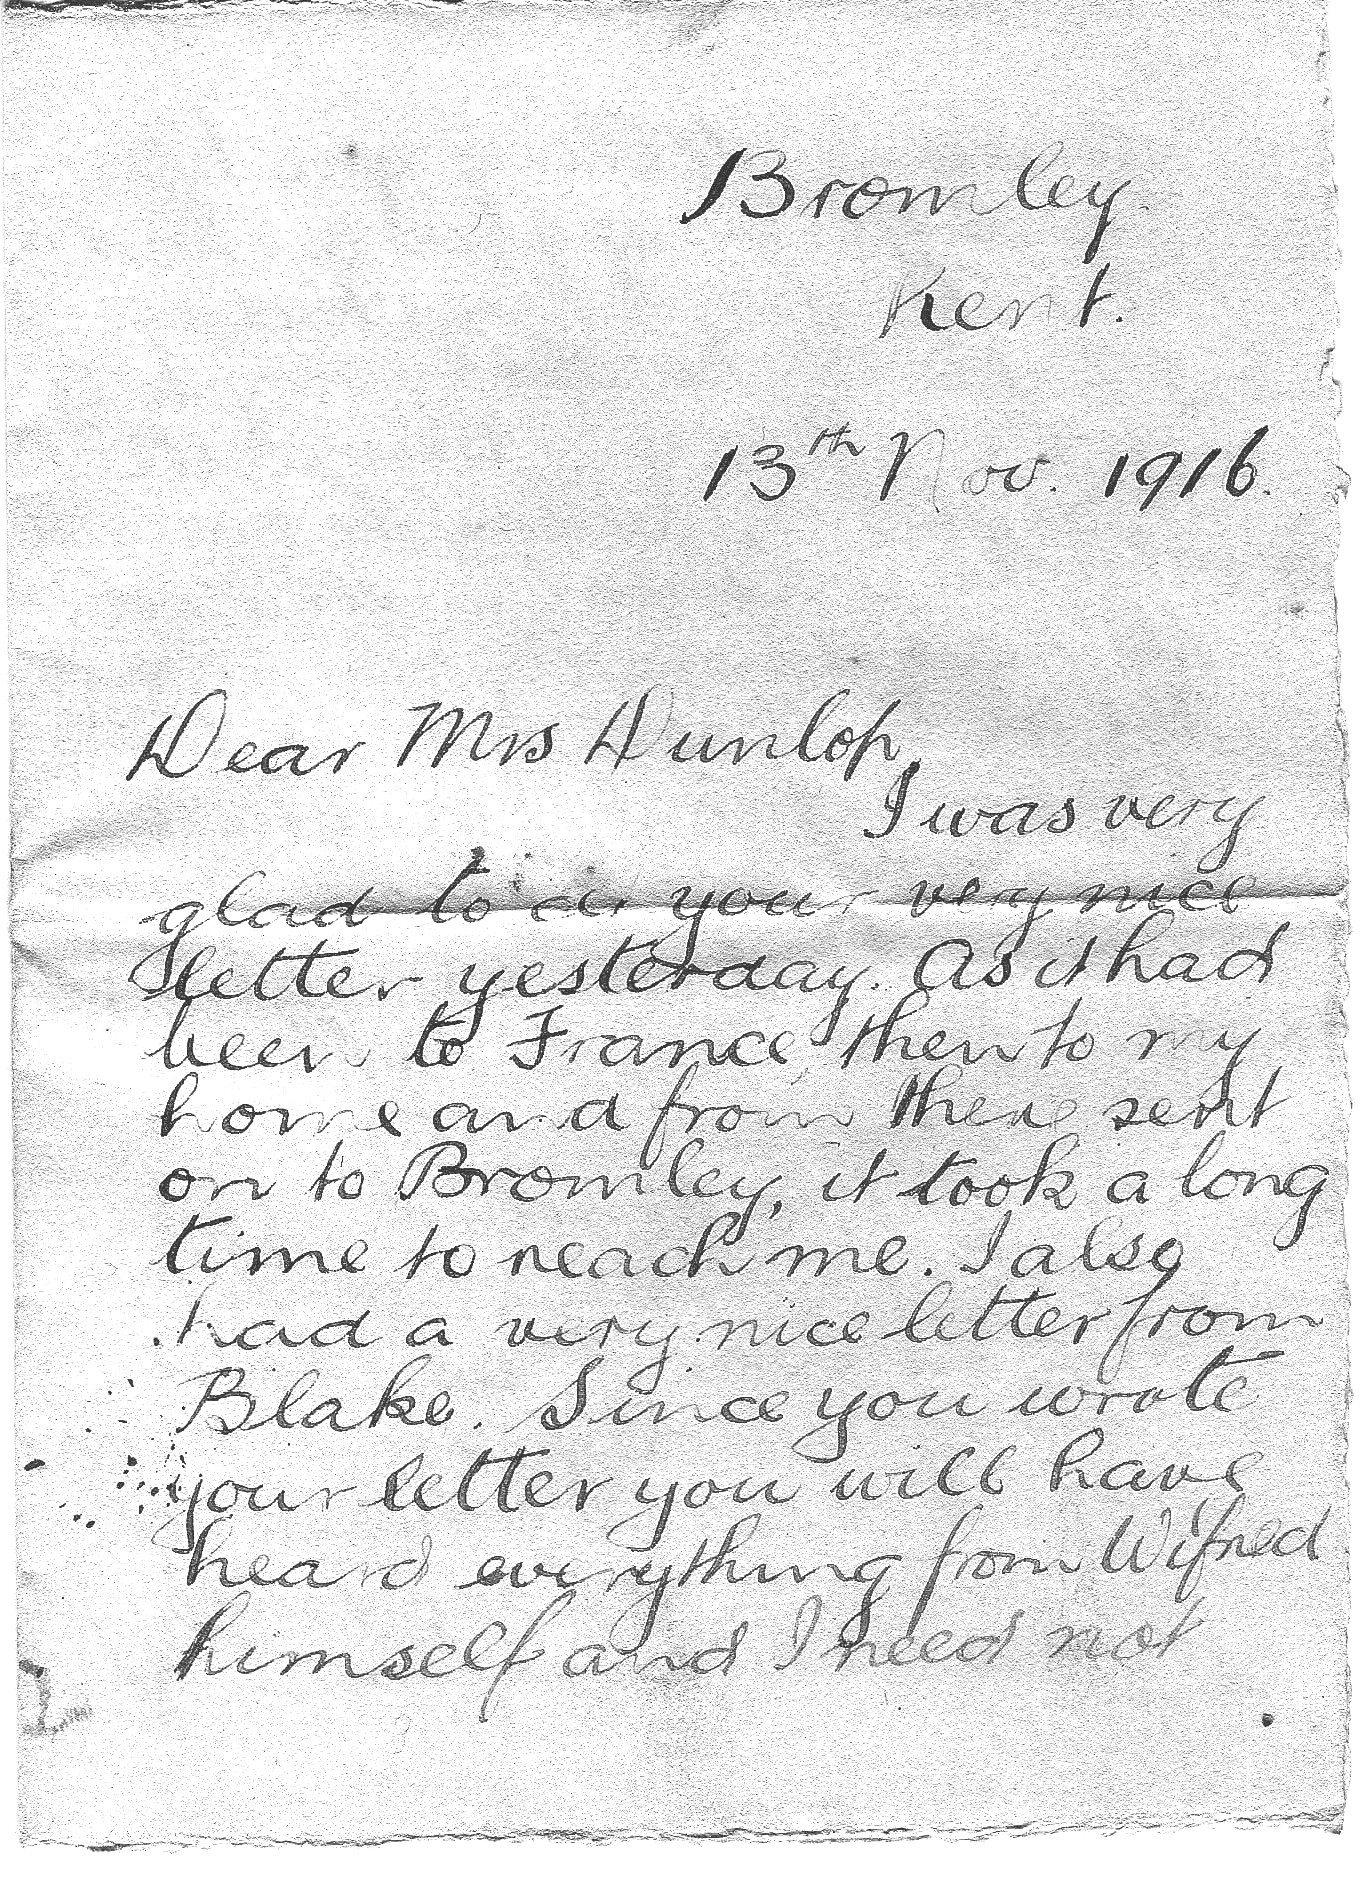 Bromley
Kent.
13th Nov. 1916.
Dear Mrs Dunlop,
I was very
glad to your very nice
letter yesterday. As it had
been to France then to my
home and from there sent
on to Bromley, it took a long
time to reach me. I also
had a very nice letter from
Blake. Since you wrote
your letter you will have
heard everything from Wifred
himself and I need not